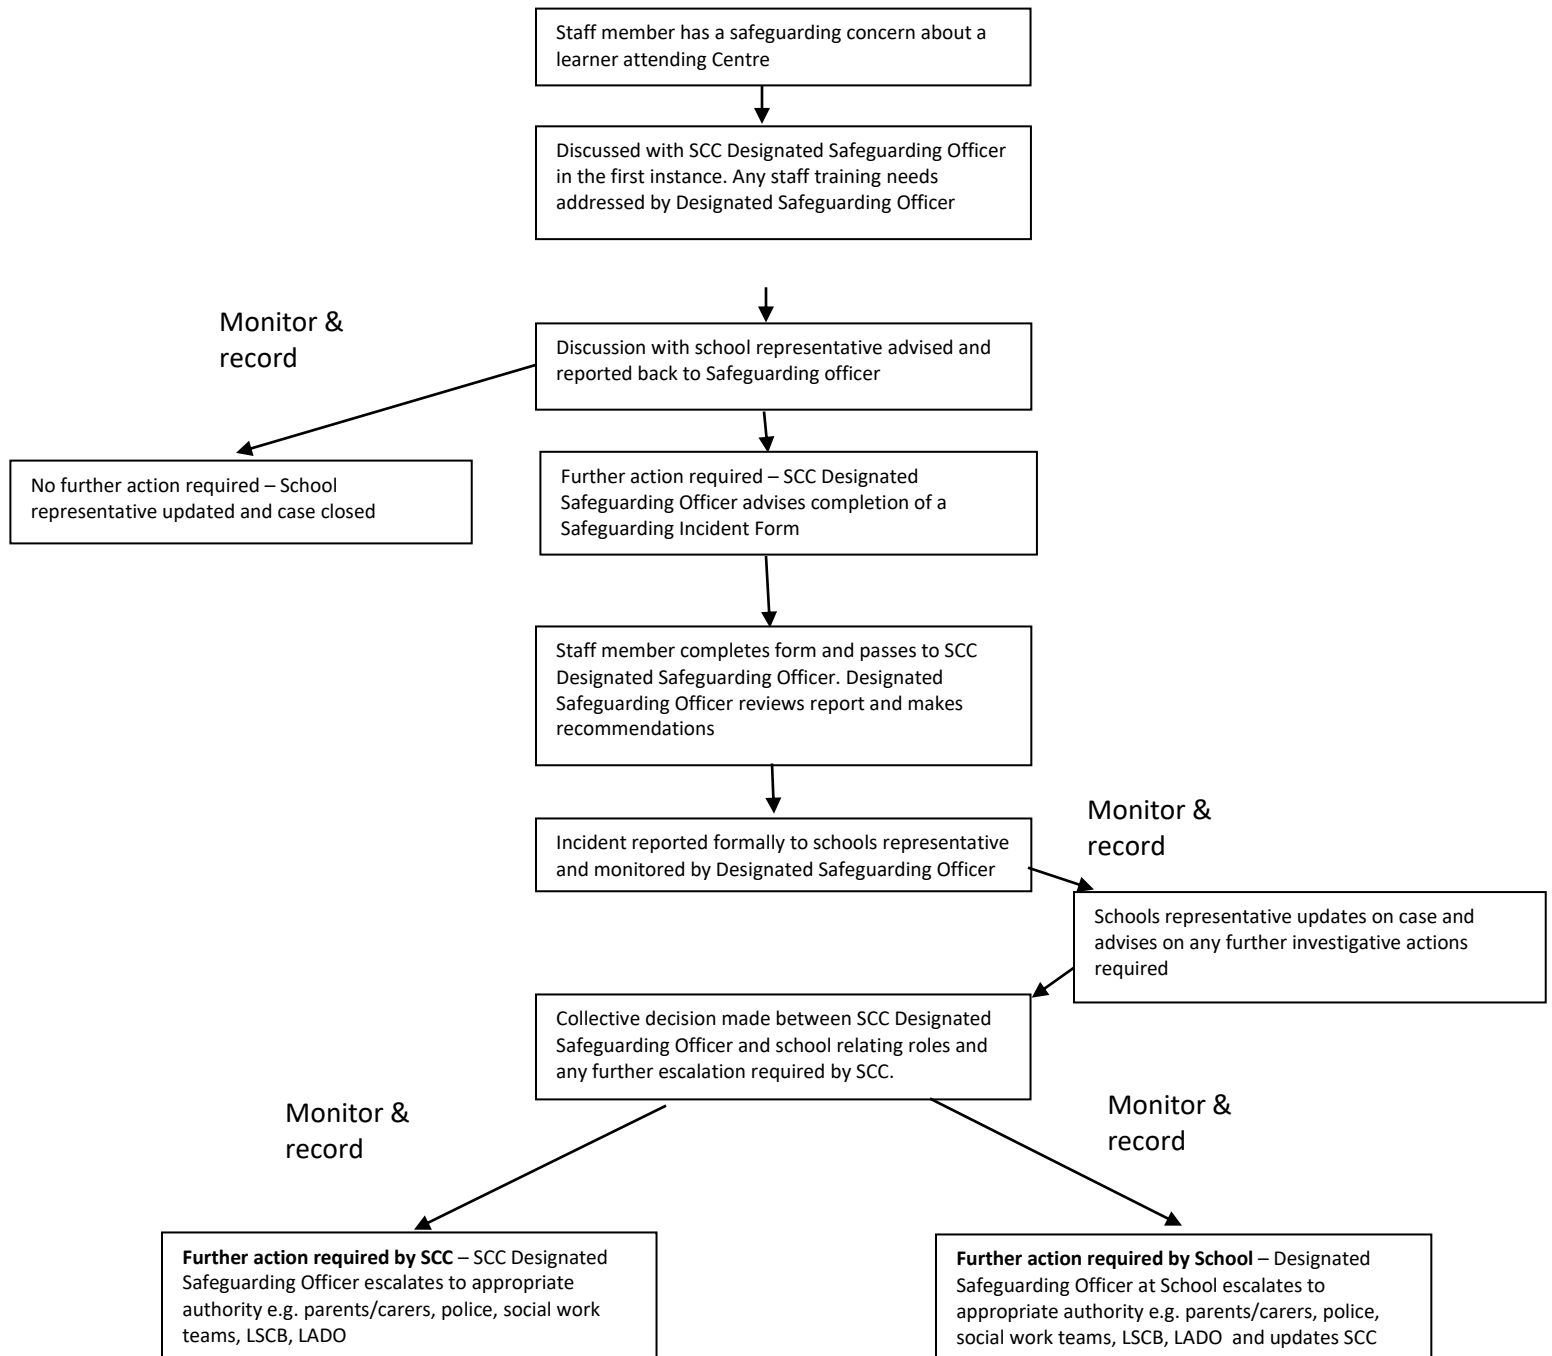 Staff member has a safeguarding concern about a
learner attending Centre
Discussed with SCC Designated Safeguarding Officer
in the first instance. Any staff training needs
addressed by Designated Safeguarding Officer
Monitor &
record
Discussion with school representative advised and
reported back to Safeguarding officer
No further action required – School
representative updated and case closed
Further action required – SCC Designated
Safeguarding Officer advises completion of a
Safeguarding Incident Form
Staff member completes form and passes to SCC
Designated Safeguarding Officer. Designated
Safeguarding Officer reviews report and makes
recommendations
Incident reported formally to schools representative
and monitored by Designated Safeguarding Officer
Monitor &
record
Schools representative updates on case and
advises on any further investigative actions
required
Collective decision made between SCC Designated
Safeguarding Officer and school relating roles and
any further escalation required by SCC.
Monitor &
record
Monitor &
record
Further action required by SCC – SCC Designated
Safeguarding Officer escalates to appropriate
authority e.g. parents/carers, police, social work
teams, LSCB, LADO
Further action required by School – Designated
Safeguarding Officer at School escalates to
appropriate authority e.g. parents/carers, police,
social work teams, LSCB, LADO  and updates SCC